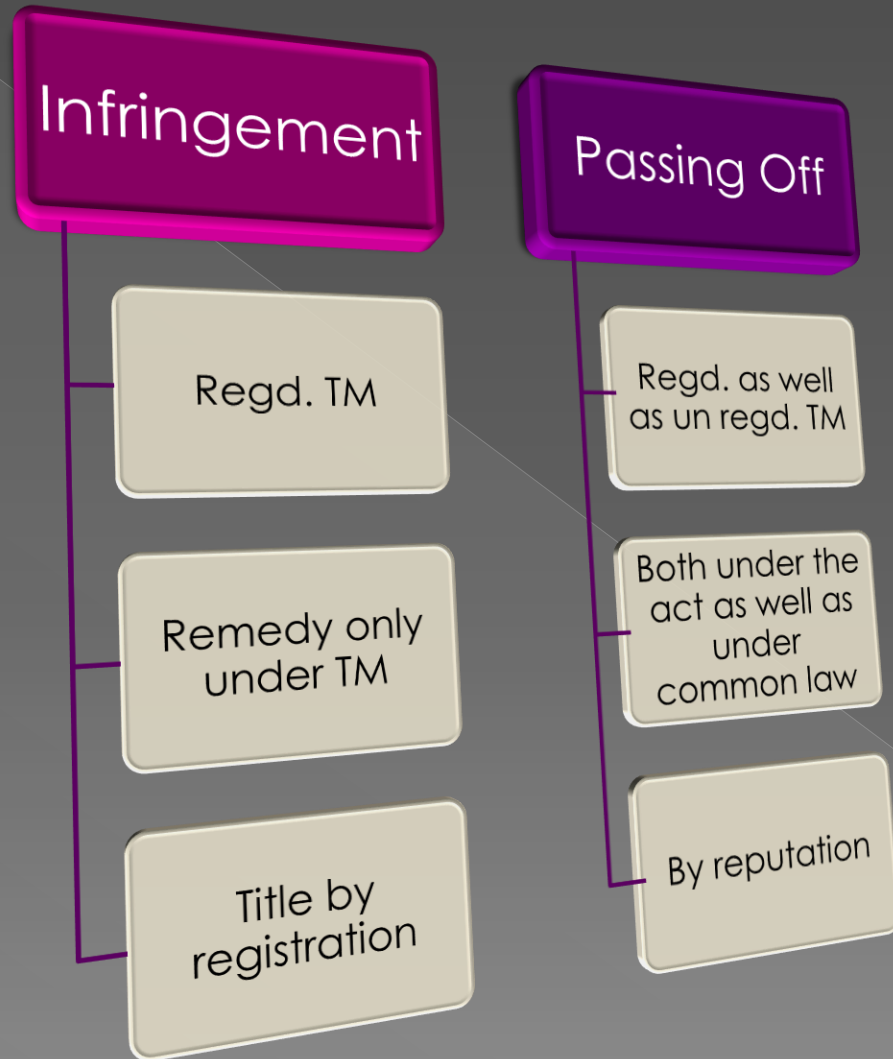 Infringement
Regd. TM
Remedy only
under TM
Title by
registration
Passing Off
Regd. as well
as un regd. TM
Both under the
act as well as
under
common law
By reputation